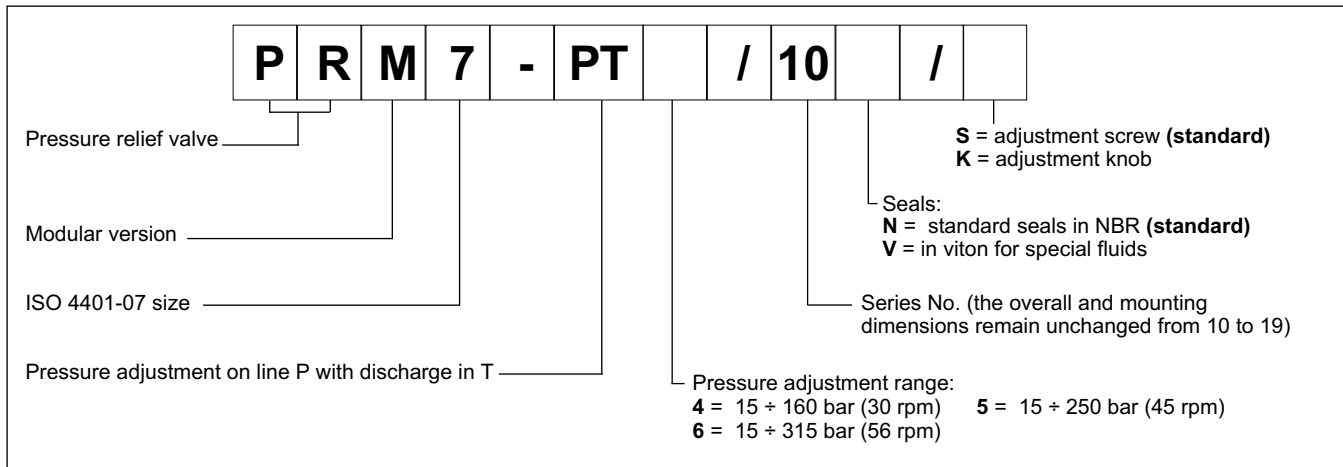 P R M 7 - PT / 10 /
Pressure relief valve
S = adjustment screw (standard)
K = adjustment knob
Seals:
N = standard seals in NBR (standard)
V = in viton for special fluids
Modular version
ISO 4401-07 size
Series No. (the overall and mounting
dimensions remain unchanged from 10 to 19)
Pressure adjustment on line P with discharge in T
Pressure adjustment range:
4 = 15 ÷ 160 bar (30 rpm) 5 = 15 ÷ 250 bar (45 rpm)
6 = 15 ÷ 315 bar (56 rpm)